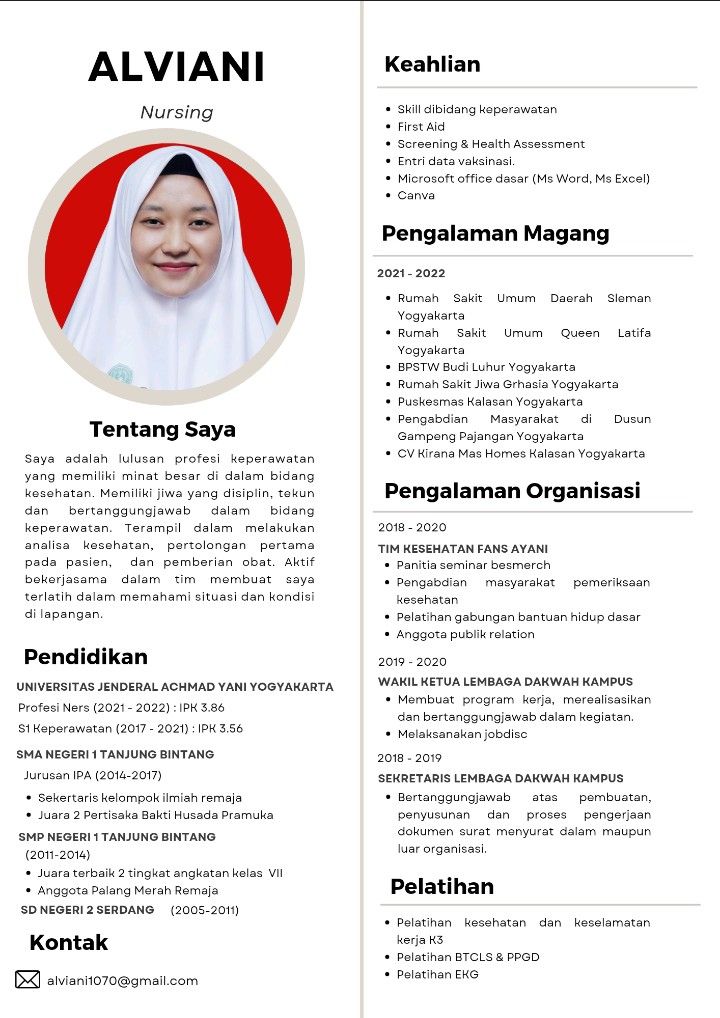 ALVIANI
Nursing
Tentang Saya
Saya adalah lulusan profesi keperawatan
yang memiliki minat besar di dalam bidang
kesehatan. Memiliki jiwa yang disiplin, tekun
dan bertanggungjawab dalam bidang
keperawatan. Terampil dalam melakukan
analisa kesehatan, pertolongan pertama
pada pasien, dan pemberian obat. Aktif
bekerjasama dalam tim membuat saya
terlatih dalam memahami situasi dan kondisi
di lapangan.
Pendidikan
UNIVERSITAS JENDERAL ACHMAD YANI YOGYAKARTA
Profesi Ners (2021 - 2022) : IPK 3.86
S1 Keperawatan (2017 - 2021) : IPK 3.56
SMA NEGERI 1 TANJUNG BINTANG
Jurusan IPA (2014-2017)
• Sekertaris kelompok ilmiah remaja
• Juara 2 Pertisaka Bakti Husada Pramuka
SMP NEGERI 1 TANJUNG BINTANG
(2011-2014)
• Juara terbaik 2 tingkat angkatan kelas VII
• Anggota Palang Merah Remaja
SD NEGERI 2 SERDANG (2005-2011)
Kontak
alviani1070@gmail.com
Keahlian
• Skill dibidang keperawatan
• First Aid
• Screening & Health Assessment
• Entri data vaksinasi.
• Microsoft office dasar (Ms Word, Ms Excel)
• Canva
Pengalaman Magang
2021 - 2022
• Rumah Sakit Umum Daerah Sleman
Yogyakarta
• Rumah Sakit Umum Queen Latifa
Yogyakarta
• BPSTW Budi Luhur Yogyakarta
• Rumah Sakit Jiwa Grhasia Yogyakarta
• Puskesmas Kalasan Yogyakarta
• Pengabdian Masyarakat di Dusun
Gampeng Pajangan Yogyakarta
• CV Kirana Mas Homes Kalasan Yogyakarta
Pengalaman Organisasi
2018 - 2020
TIM KESEHATAN FANS AYANI
• Panitia seminar besmerch
• Pengabdian masyarakat pemeriksaan
kesehatan
• Pelatihan gabungan bantuan hidup dasar
• Anggota publik relation
2019 - 2020
WAKIL KETUA LEMBAGA DAKWAH KAMPUS
• Membuat program kerja, merealisasikan
dan bertanggungjawab dalam kegiatan.
• Melaksanakan jobdisc
2018 - 2019
SEKRETARIS LEMBAGA DAKWAH KAMPUS
• Bertanggungjawab atas pembuatan,
penyusunan dan proses pengerjaan
dokumen surat menyurat dalam maupun
luar organisasi.
Pelatihan
• Pelatihan kesehatan dan keselamatan
kerja K3
• Pelatihan BTCLS & PPGD
• Pelatihan EKG